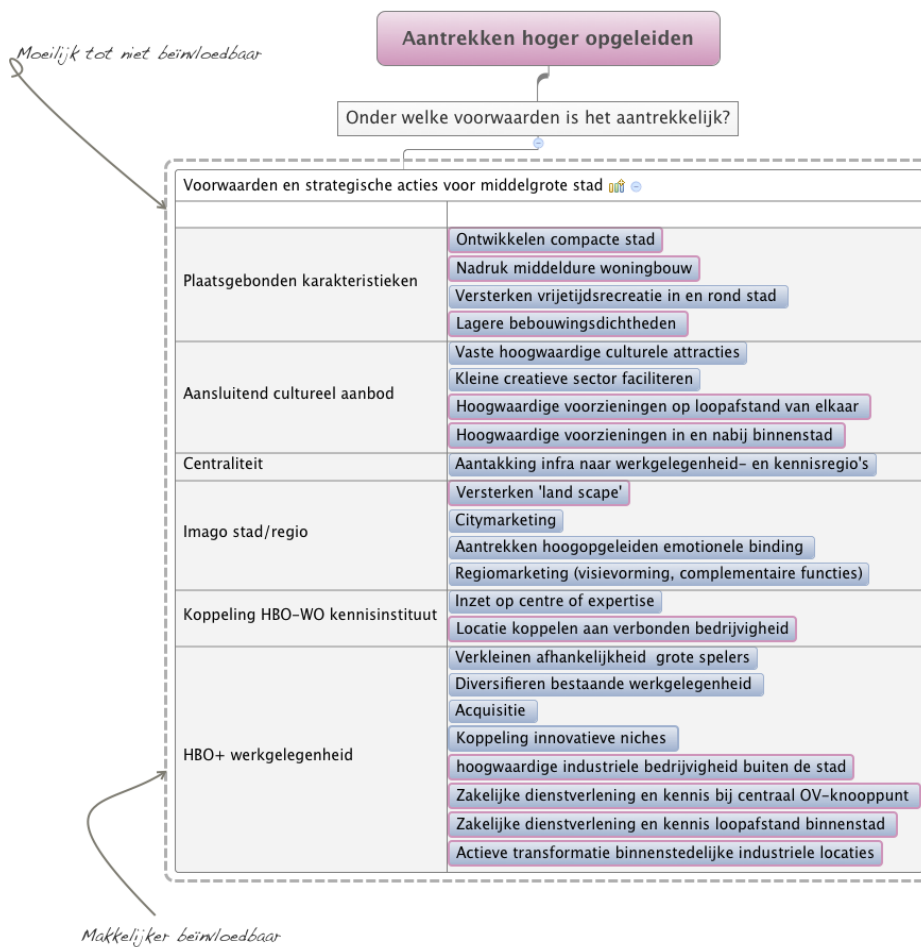 Moeilijk tot niet beïnvloedbaar
Aantrekken hoger opgeleiden
Onder welke voorwaarden is het aantrekkelijk?
Voorwaarden en strategische acties voor middelgrote stad
Plaatsgebonden karakteristieken
Ontwikkelen compacte stad
Nadruk middeldure woningbouw
Versterken vrijetijdsrecreatie in en rond stad
Lagere bebouwingsdichtheden
Aansluitend cultureel aanbod
Vaste hoogwaardige culturele attracties
Kleine creatieve sector faciliteren
Hoogwaardige voorzieningen op loopafstand van elkaar
Hoogwaardige voorzieningen in en nabij binnenstad
Centraliteit
Aantakking infra naar werkgelegenheid- en kennisregio's
Imago stad/regio
Versterken 'land scape'
Citymarketing
Aantrekken hoogopgeleiden emotionele binding
Regiomarketing (visievorming, complementaire functies)
Koppeling HBO-WO kennisinstituut
Inzet op centre of expertise
Locatie koppelen aan verbonden bedrijvigheid
HBO+ werkgelegenheid
Verkleinen afhankelijkheid  grote spelers
Diversifieren bestaande werkgelegenheid
Acquisitie
Koppeling innovatieve niches
hoogwaardige industriele bedrijvigheid buiten de stad
Zakelijke dienstverlening en kennis bij centraal OV-knooppunt
Zakelijke dienstverlening en kennis loopafstand binnenstad
Actieve transformatie binnenstedelijke industriele locaties
Makkelijker beïnvloedbaar